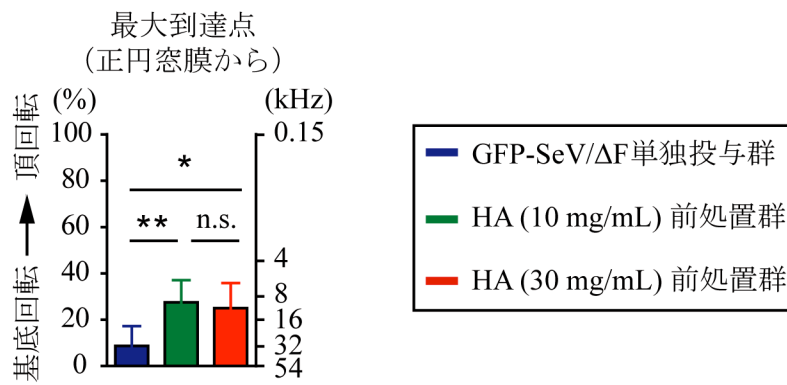 最大到達点
（正円窓膜から）
(%)
(kHz)
100
80
60
40
20
0
0.15
4
8
16
32
54
基底回転 → 頂回転
*
**
n.s.
GFP-SeV/ΔF単独投与群
HA (10 mg/mL) 前処置群
HA (30 mg/mL) 前処置群